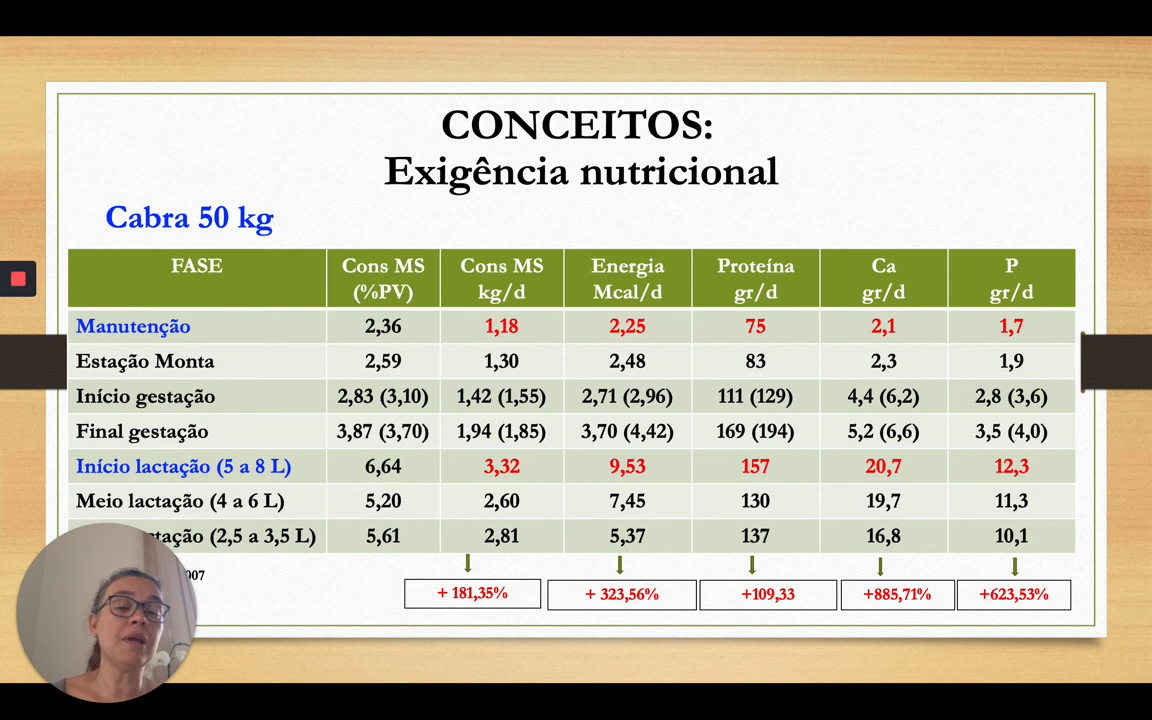 CONCEITOS:
Exigência nutricional
Cabra 50 kg
FASE Cons MS (%PV) Cons MS kg/d Energia Mcal/d Proteína gr/d Ca gr/d P gr/d
Manutenção 2,36 1,18 2,25 75 2,1 1,7
Estação Monta 2,59 1,30 2,48 83 2,3 1,9
Início gestação 2,83 (3,10) 1,42 (1,55) 2,71 (2,96) 111 (129) 4,4 (6,2) 2,8 (3,6)
Final gestação 3,87 (3,70) 1,94 (1,85) 3,70 (4,42) 169 (194) 5,2 (6,6) 3,5 (4,0)
Início lactação (5 a 8 L) 6,64 3,32 9,53 157 20,7 12,3
Meio lactação (4 a 6 L) 5,20 2,60 7,45 130 19,7 11,3
tação (2,5 a 3,5 L) 5,61 2,81 5,37 137 16,8 10,1
007
+ 181,35% + 323,56% +109,33 +885,71% +623,53%